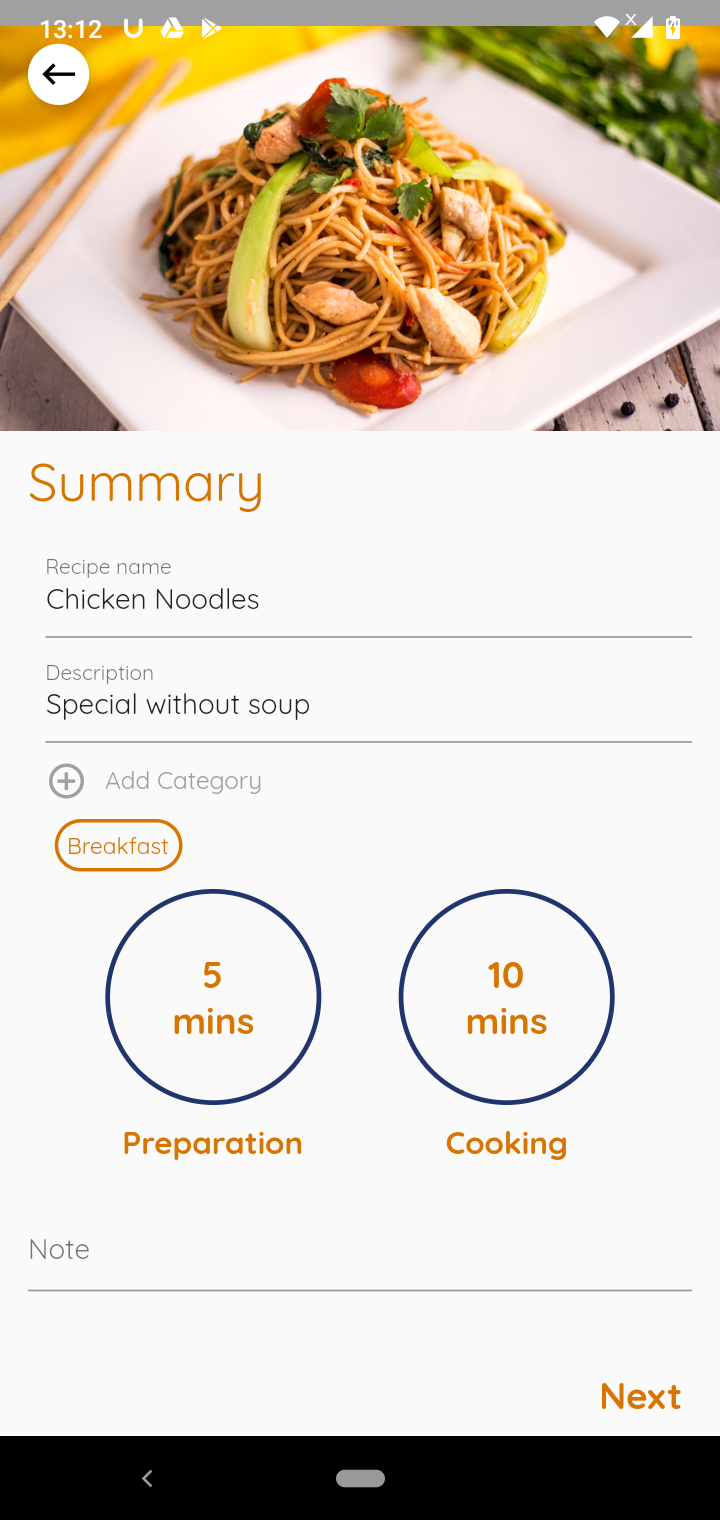 13:12
Summary
Recipe name
Chicken Noodles
Description
Special without soup
Add Category
Breakfast
5
mins
10
mins
Preparation
Cooking
Note
Next